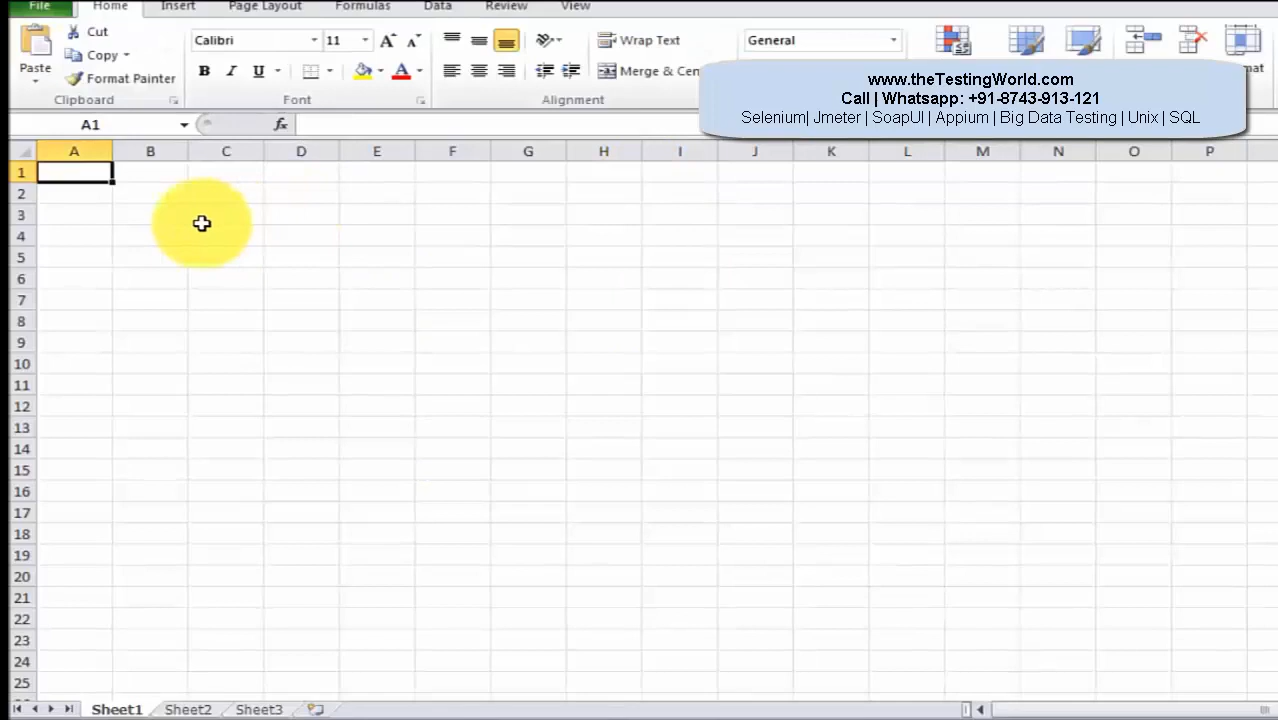 File Home Insert Page Layout Formulas Data Review View
Cut
Copy
Format Painter
Paste
Clipboard
Calibri 11
B I U
Font
Wrap Text
Merge & Cen
Alignment
General
mat
www.theTestingWorld.com
Call | Whatsapp: +91-8743-913-121
Selenium| Jmeter | SoapUI | Appium | Big Data Testing | Unix | SQL
A1 fx
A B C D E F G H I J K L M N O P
1
2
3
4
5
6
7
8
9
10
11
12
13
14
15
16
17
18
19
20
21
22
23
24
25
Sheet1 Sheet2 Sheet3